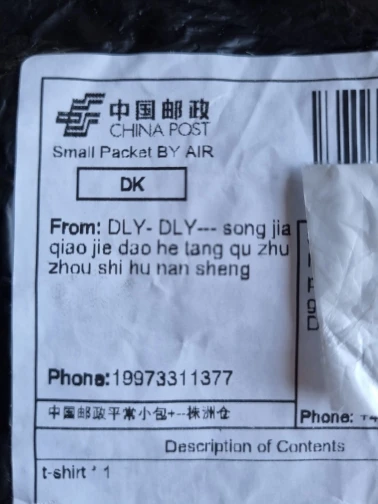 中国邮政
CHINA POST
Small Packet BY AIR
DK
From: DLY- DLY--- song jia
qiao jie dao he tang qu zhu
zhou shi hu nan sheng
Phone:19973311377
中国邮政平常小包+--株洲仓
Phone:
Description of Contents
t-shirt * 1